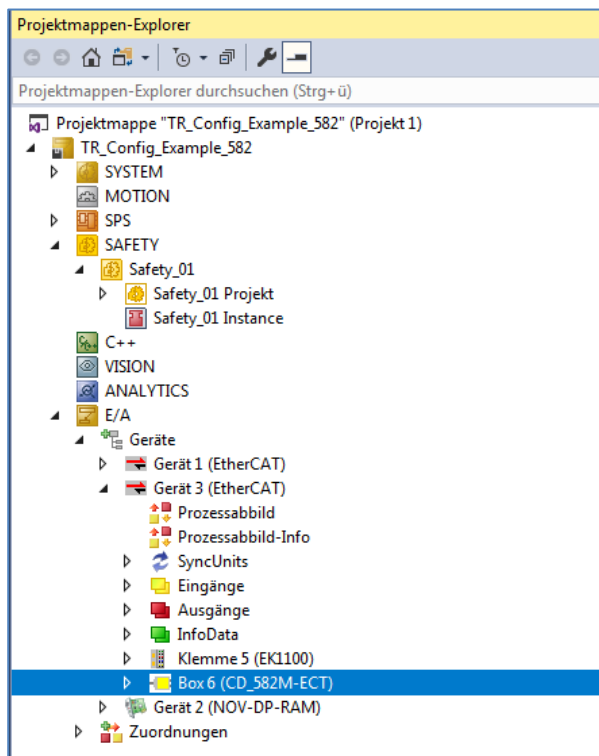 Projektmappen-Explorer
Projektmappen-Explorer durchsuchen (Strg+ü)
Projektmappe "TR_Config_Example_582" (Projekt 1)
TR_Config_Example_582
SYSTEM
MOTION
SPS
SAFETY
Safety_01
Safety_01 Projekt
Safety_01 Instance
C++
VISION
ANALYTICS
E/A
Geräte
Gerät 1 (EtherCAT)
Gerät 3 (EtherCAT)
Prozessabbild
Prozessabbild-Info
SyncUnits
Eingänge
Ausgänge
InfoData
Klemme 5 (EK1100)
Box 6 (CD_582M-ECT)
Gerät 2 (NOV-DP-RAM)
Zuordnungen